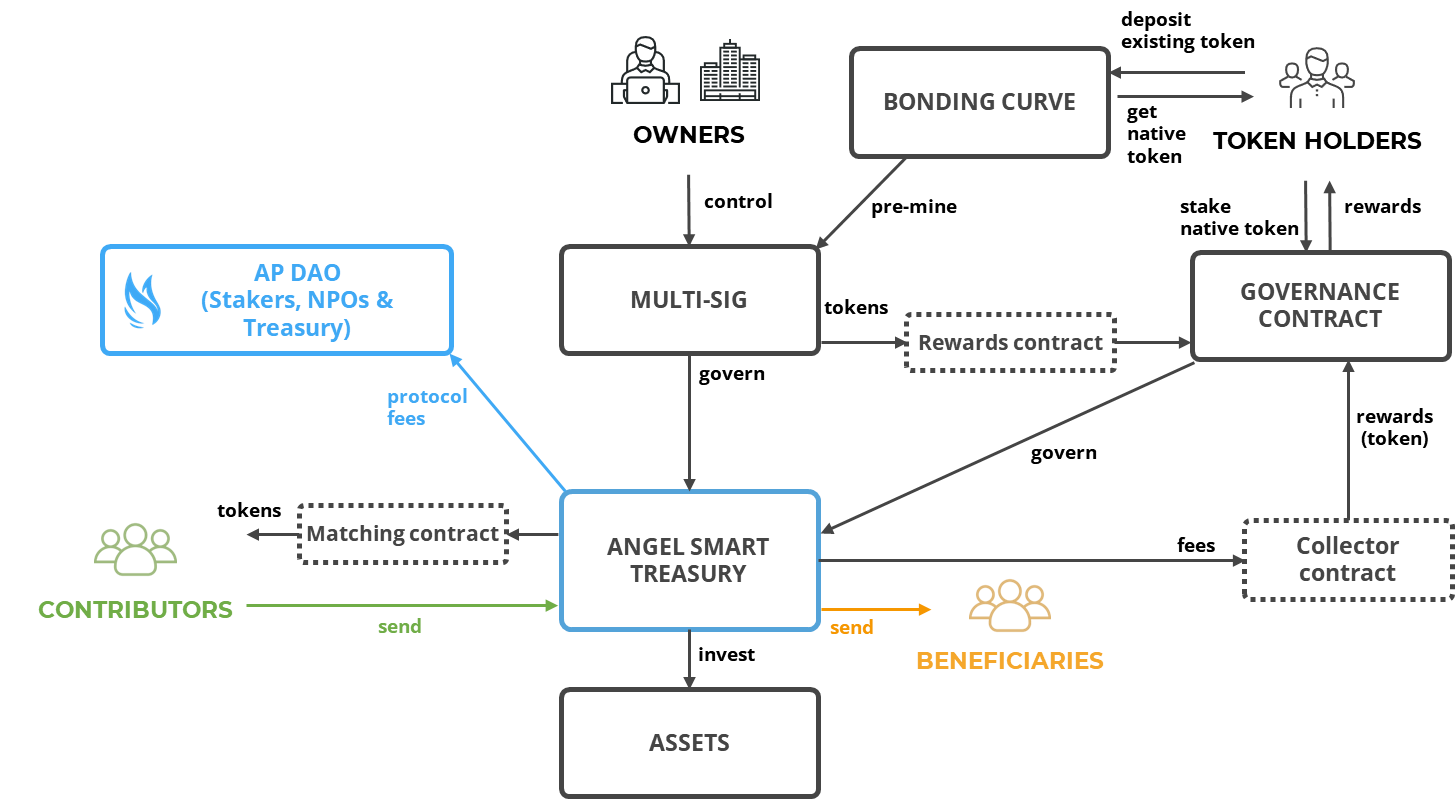 deposit
existing token
OWNERS
BONDING CURVE
get
native
token
TOKEN HOLDERS
control
pre-mine
stake
native token
rewards
AP DAO
(Stakers, NPOs &
Treasury)
MULTI-SIG
tokens
Rewards contract
GOVERNANCE
CONTRACT
govern
protocol
fees
govern
rewards
(token)
tokens
Matching contract
ANGEL SMART
TREASURY
fees
Collector
contract
CONTRIBUTORS
send
send
BENEFICIARIES
invest
ASSETS